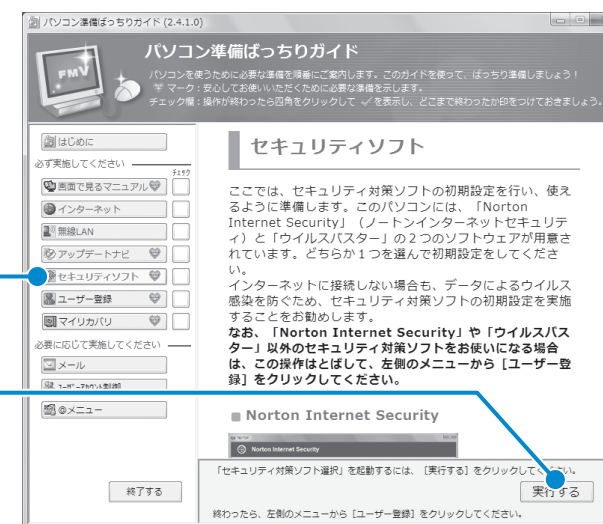 パソコン準備ばっちりガイド (2.4.1.0)
FMV
パソコン準備ばっちりガイド
パソコンを使うために必要な準備を順番にご案内します。このガイドを使って、ばっちり準備しましょう!
マーク:安心してお使いいただくために必要な準備を示します。
チェック欄:操作が終わったら四角をクリックして ✓を表示し、どこまで終わったか印をつけておきましょう。
はじめに
必ず実施してください
チェック
画面で見るマニュアル
インターネット
無線LAN
アップデートナビ
セキュリティソフト
ユーザー登録
マイリカバリ
必要に応じて実施してください
メール
ユーザーアカウント制御
@メニュー
終了する
セキュリティソフト
ここでは、セキュリティ対策ソフトの初期設定を行い、使え
るように準備します。このパソコンには、「Norton
Internet Security」(ノートンインターネットセキュリテ
ィ)と「ウイルスバスター」の2つのソフトウェアが用意さ
れています。どちらか1つを選んで初期設定をしてくださ
い。
インターネットに接続しない場合も、データによるウイルス
感染を防ぐため、セキュリティ対策ソフトの初期設定を実施
することをお勧めします。
なお、「Norton Internet Security」や「ウイルスバス
ター」以外のセキュリティ対策ソフトをお使いになる場合
は、この操作はとばして、左側のメニューから[ユーザー登
録]をクリックしてください。
■ Norton Internet Security
Norton Internet Security
「セキュリティ対策ソフト選択」を起動するには、[実行する]をクリックしてください。
実行する
終わったら、左側のメニューから[ユーザー登録]をクリックしてください。